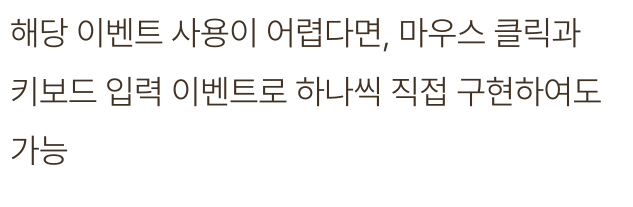 해당 이벤트 사용이 어렵다면, 마우스 클릭과
키보드 입력 이벤트로 하나씩 직접 구현하여도
가능